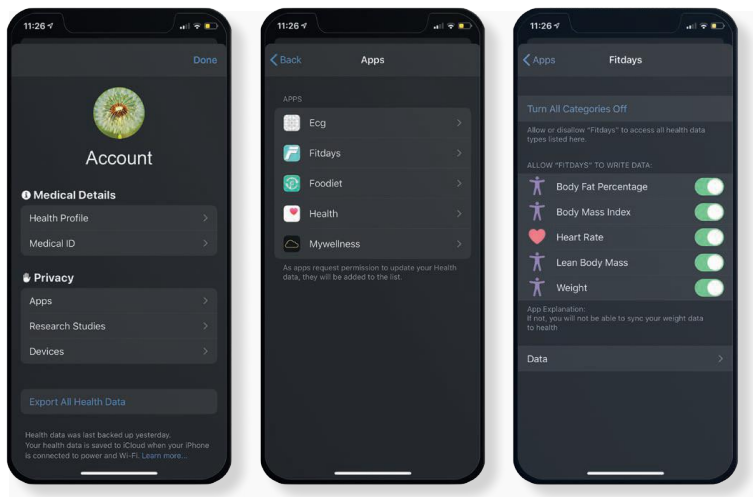 11:26
Done
Account
Medical Details
Health Profile
Medical ID
Privacy
Apps
Research Studies
Devices
Export All Health Data
Health data was last backed up yesterday.
Your health data is saved to iCloud when your iPhone
is connected to power and Wi-Fi. Learn more...
11:26
Back
Apps
APPS
Ecg
Fitdays
Foodiet
Health
Mywellness
As apps request permission to update your Health
data, they will be added to the list.
11:26
Apps
Fitdays
Turn All Categories Off
Allow or disallow "Fitdays" to access all health data
types listed here.
ALLOW "FITDAYS" TO WRITE DATA:
Body Fat Percentage
Body Mass Index
Heart Rate
Lean Body Mass
Weight
App Explanation:
If not, you will not be able to sync your weight data
to health
Data